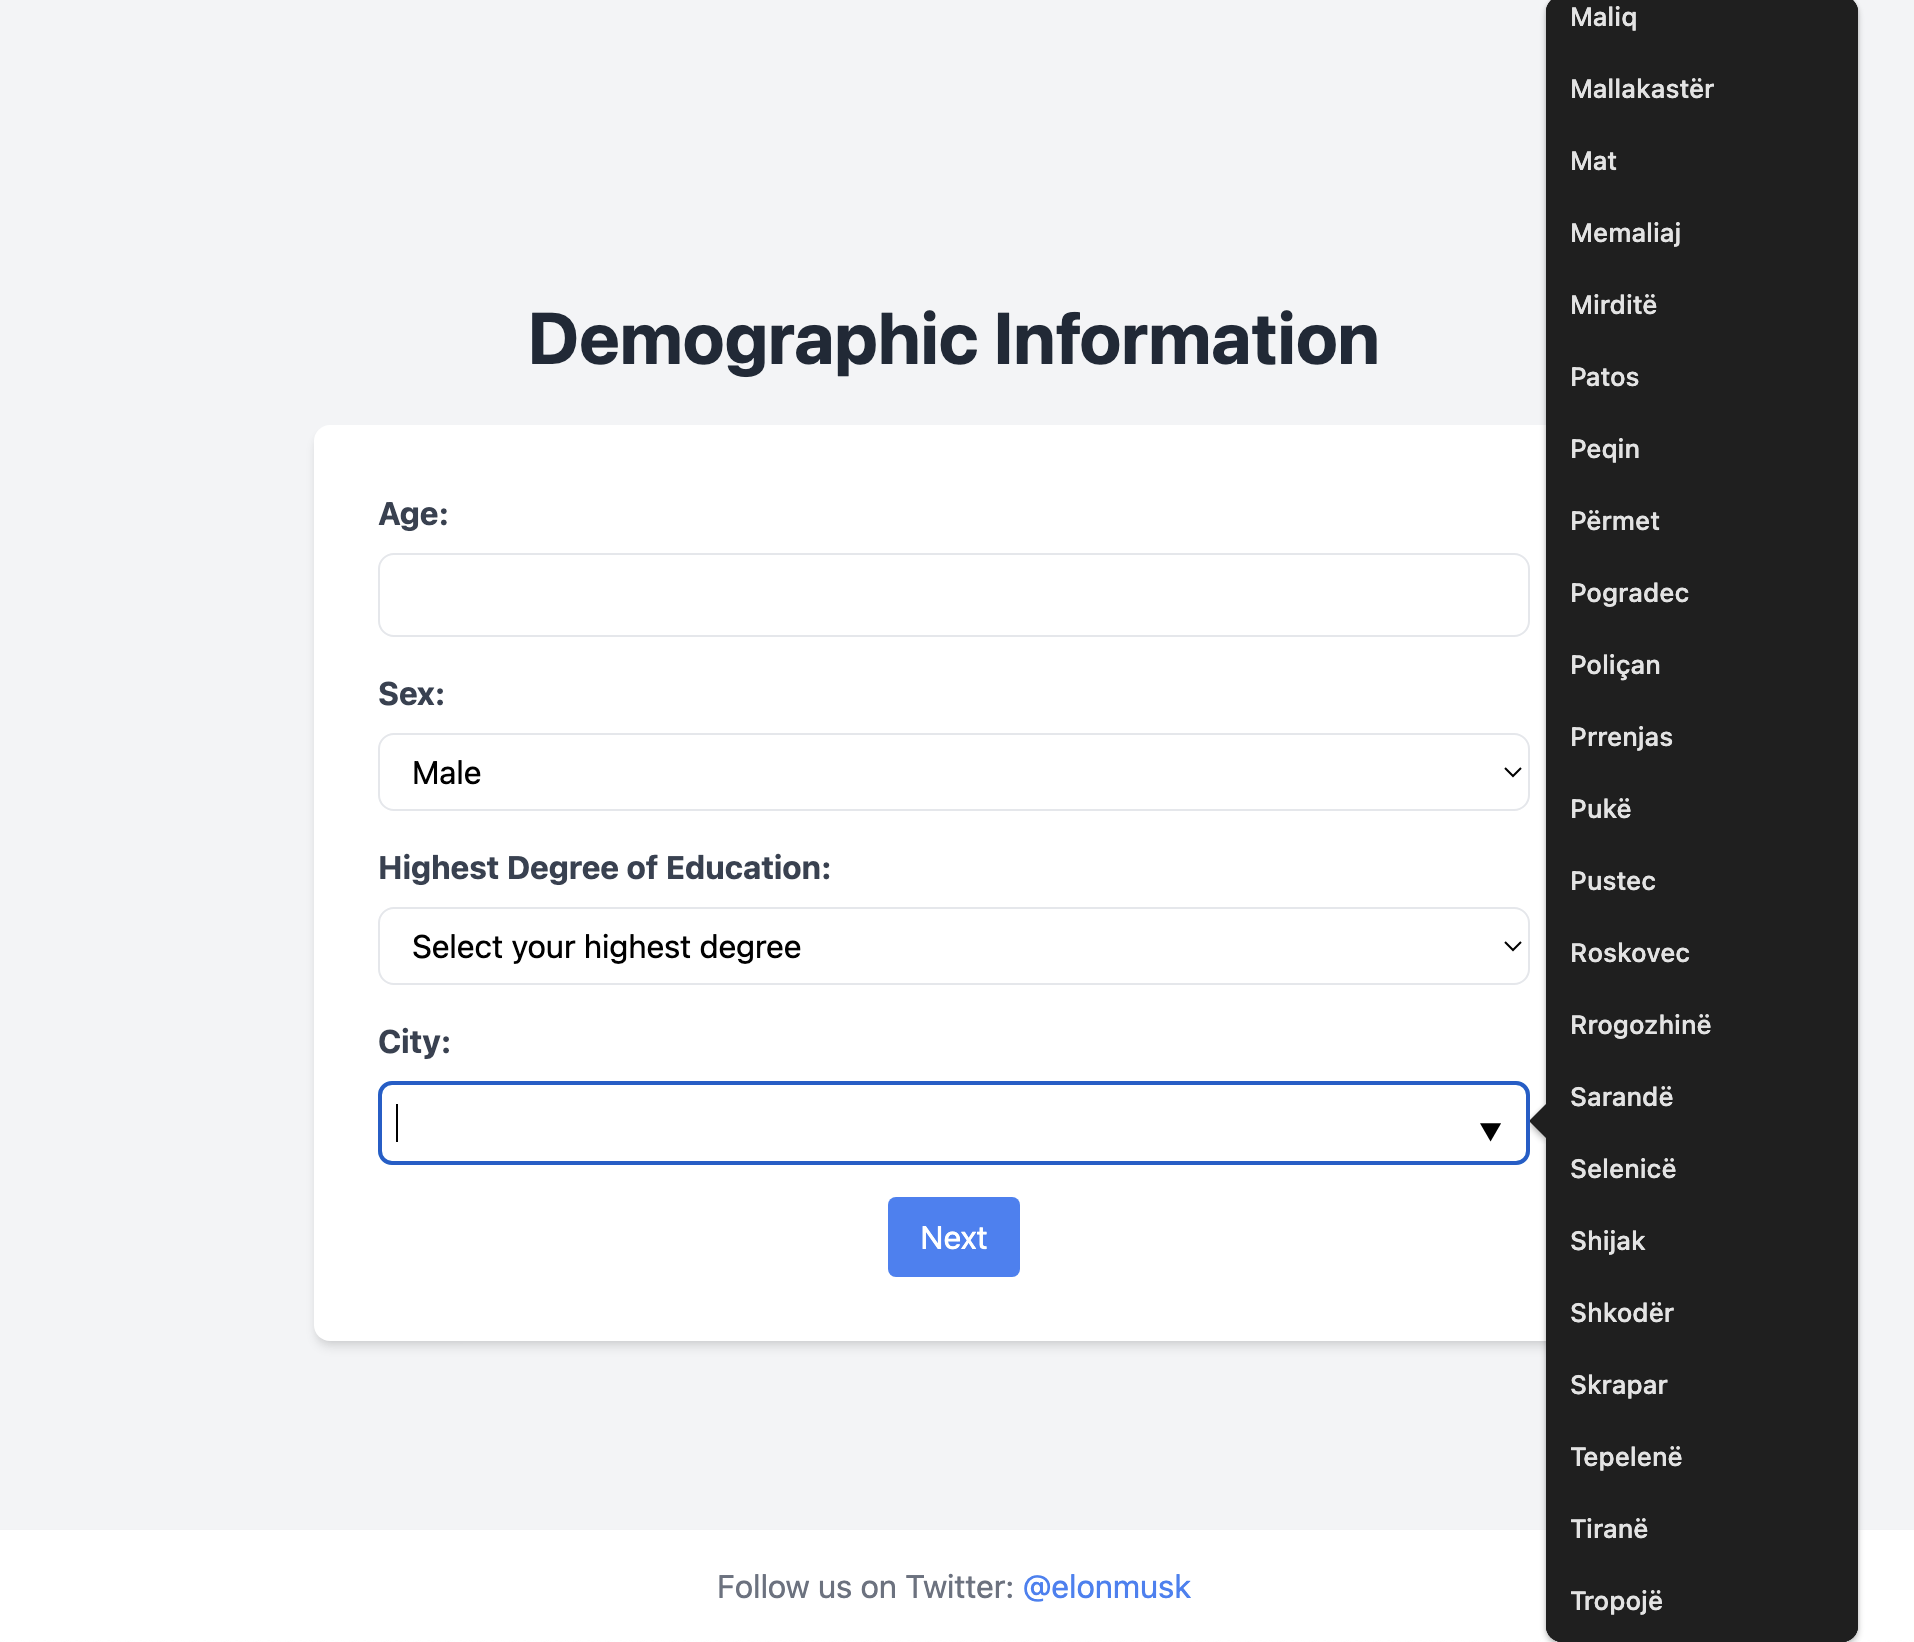 Demographic Information
Age:
Sex:
Male
Highest Degree of Education:
Select your highest degree
City:
Next
Follow us on Twitter: @elonmusk
Maliq
Mallakastër
Mat
Memaliaj
Mirditë
Patos
Peqin
Përmet
Pogradec
Poliçan
Prrenjas
Pukë
Pustec
Roskovec
Rrogozhinë
Sarandë
Selenicë
Shijak
Shkodër
Skrapar
Tepelenë
Tiranë
Tropojë